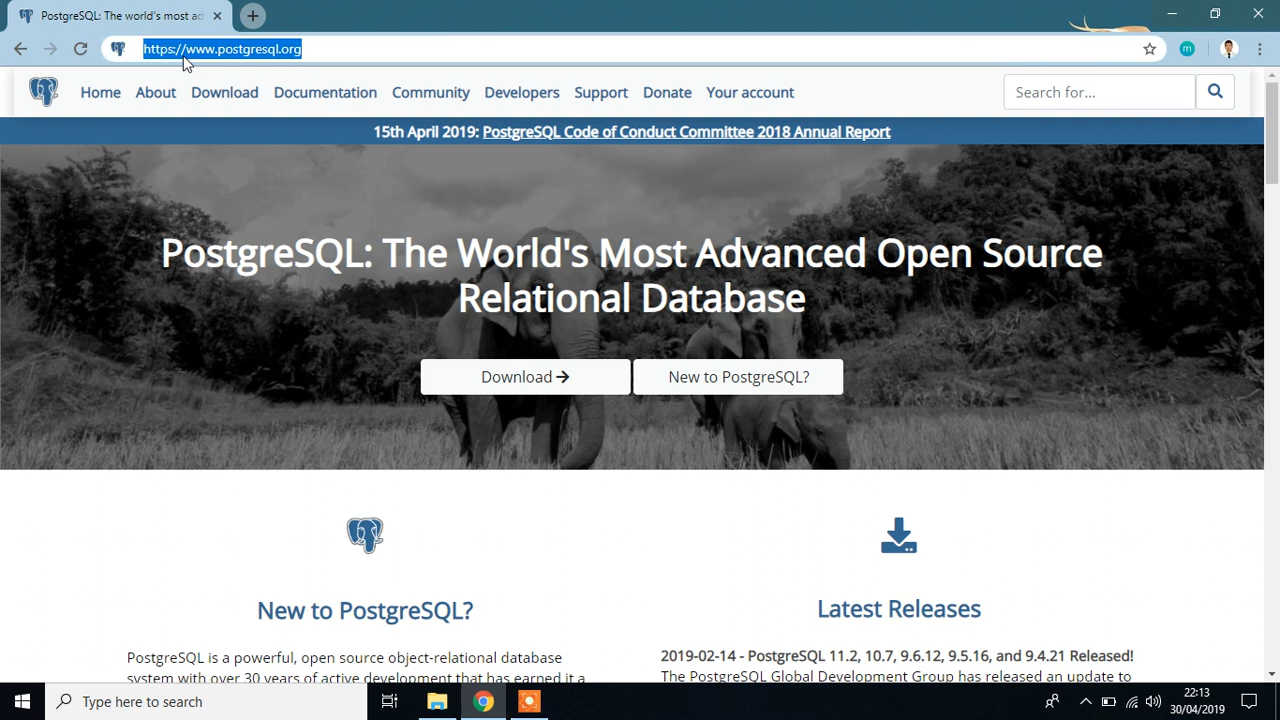 PostgreSQL: The world's most ad
https://www.postgresql.org
m
Home About Download Documentation Community Developers Support Donate Your account
Search for...
15th April 2019: PostgreSQL Code of Conduct Committee 2018 Annual Report
PostgreSQL: The World's Most Advanced Open Source
Relational Database
Download
New to PostgreSQL?
New to PostgreSQL?
PostgreSQL is a powerful, open source object-relational database
system with over 30 years of active development that has earned it a
Latest Releases
2019-02-14 - PostgreSQL 11.2, 10.7, 9.6.12, 9.5.16, and 9.4.21 Released!
The PostgreSQL Global Development Group has released an update to
Type here to search
22:13
30/04/2019